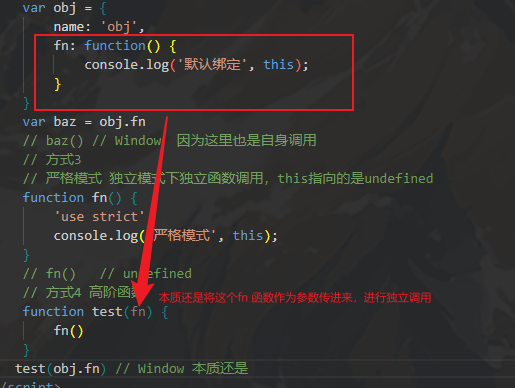 var obj = {
name: 'obj',
fn: function() {
console.log('默认绑定', this);
}
}
var baz = obj.fn
// baz() // Window 因为这里也是自身调用
// 方式3
// 严格模式 独立模式下独立函数调用，this指向的是undefined
function fn() {
'use strict'
console.log('严格模式', this);
}
// fn() // undefined
// 方式4 高阶函数
function test(fn) { 本质还是将这个fn 函数作为参数传进来，进行独立调用
fn()
}
test(obj.fn) // Window 本质还是
/script>